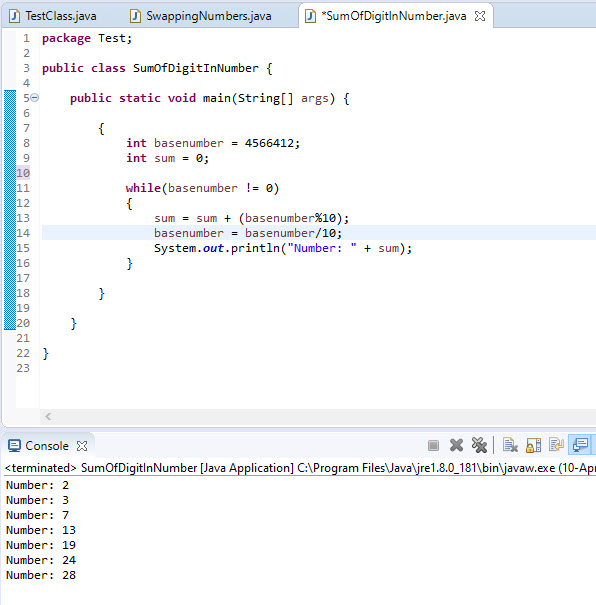 TestClass.java SwappingNumbers.java *SumOfDigitInNumber.java
1 package Test;
2
3 public class SumOfDigitInNumber {
4
5 public static void main(String[] args) {
6
7 {
8 int basenumber = 4566412;
9 int sum = 0;
10
11 while(basenumber != 0)
12 {
13 sum = sum + (basenumber%10);
14 basenumber = basenumber/10;
15 System.out.println("Number: " + sum);
16 }
17
18 }
19
20 }
21
22 }
23
Console
<terminated> SumOfDigitInNumber [Java Application] C:\Program Files\Java\jre1.8.0_181\bin\javaw.exe (10-Apr
Number: 2
Number: 3
Number: 7
Number: 13
Number: 19
Number: 24
Number: 28